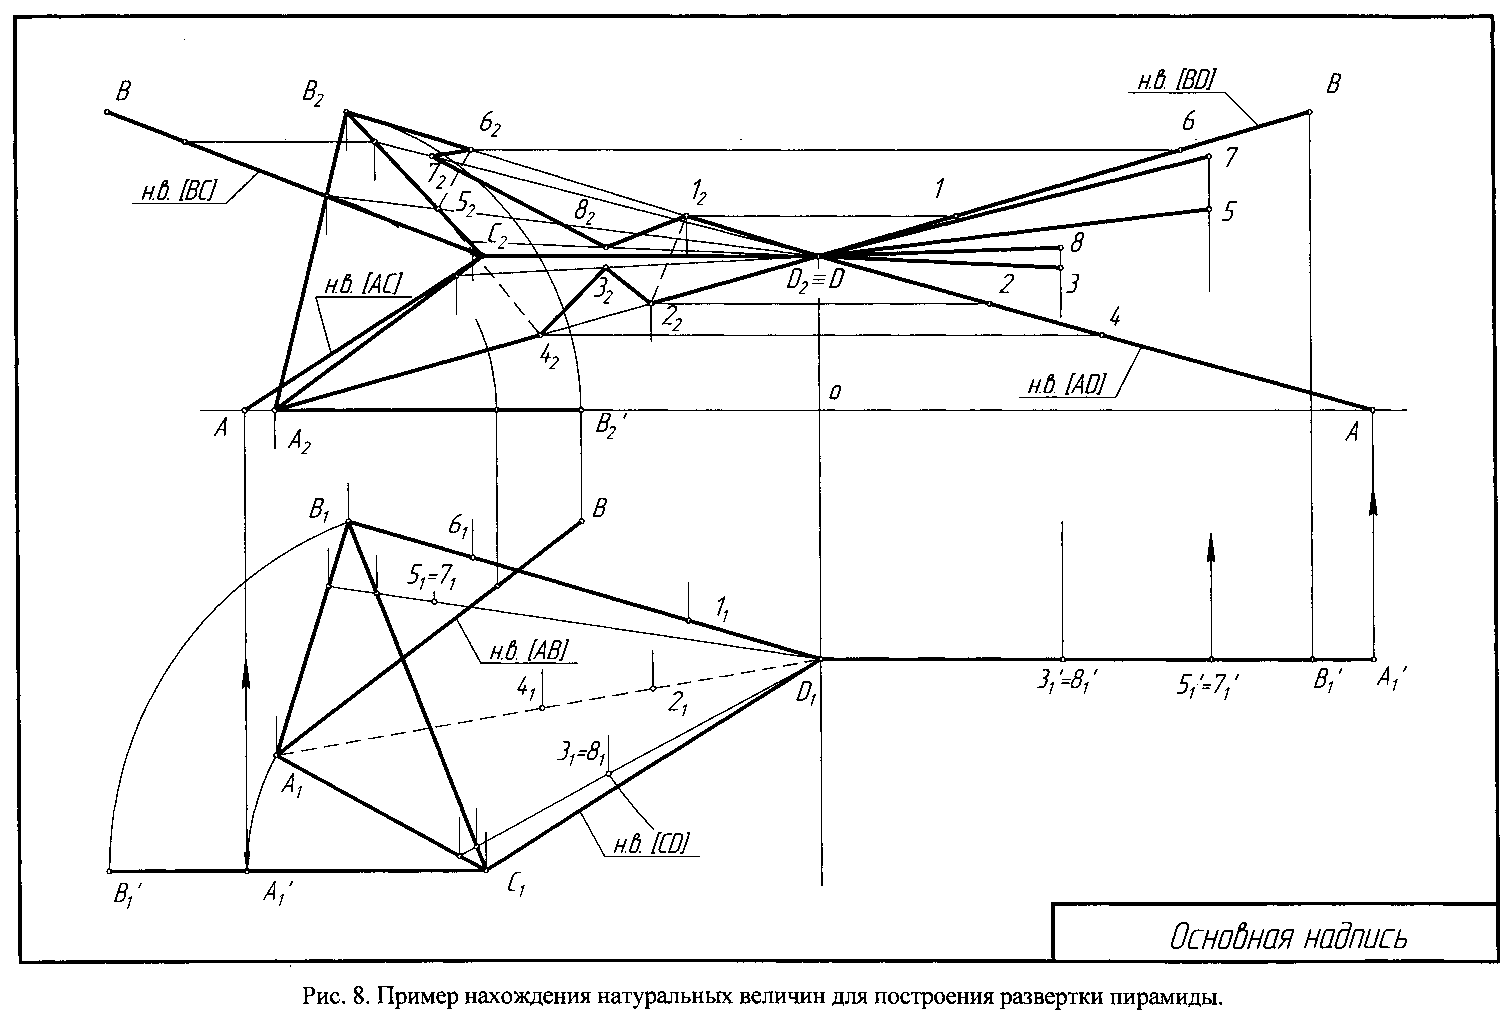 B
B₂
6₂
н.в. [BD]
6
B
7₂
7
н.в. [BC]
5₂
8₂
1₂
1
5
C₂
8
н.в. [AC]
3₂
2₂
D₂≡D
2
3
4₂
4
н.в. [AD]
0
A
A₂
B₂'
A
B₁
6₁
B
5₁=7₁
1₁
н.в. [AB]
4₁
2₁
D₁
3₁'=8₁'
5₁'=7₁'
B₁'
A₁'
3₁=8₁
A₁
н.в. [CD]
B₁'
A₁'
C₁
Основная надпись
Рис. 8. Пример нахождения натуральных величин для построения развертки пирамиды.